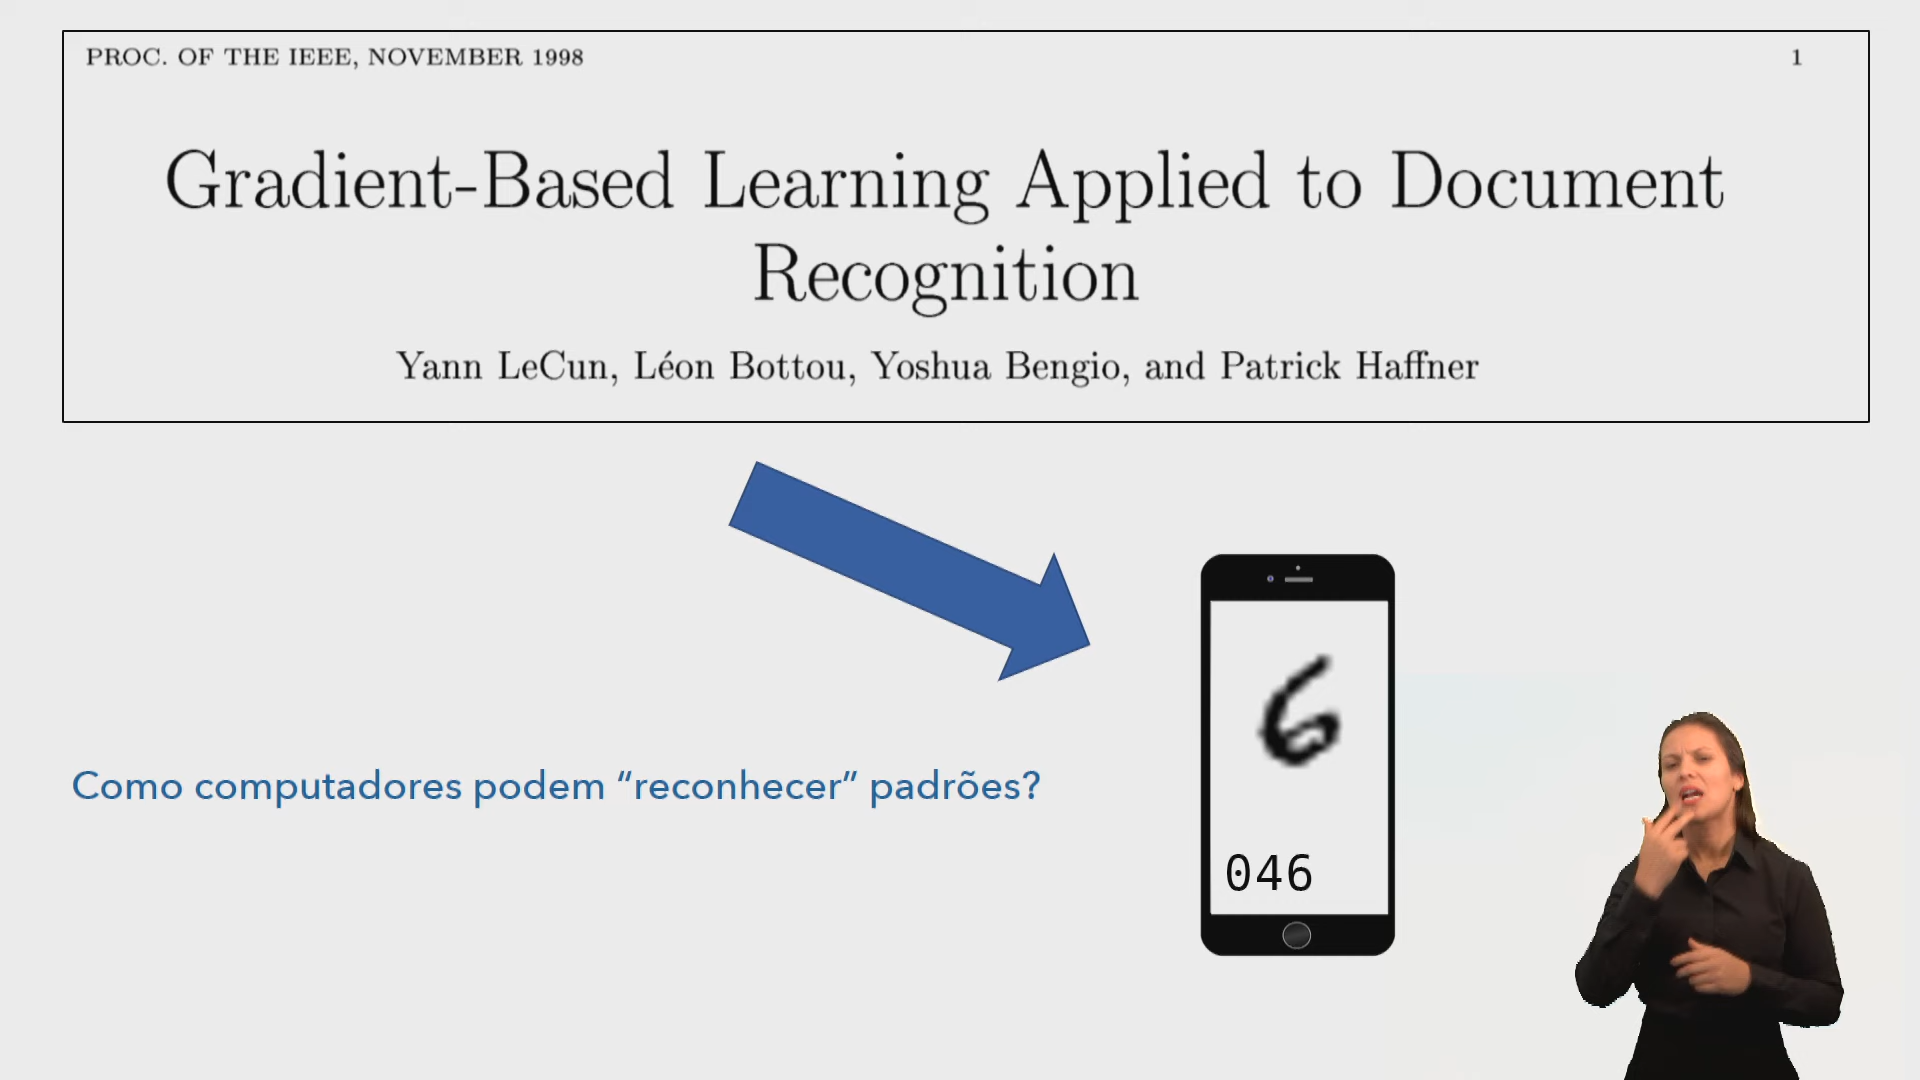 PROC. OF THE IEEE, NOVEMBER 1998 1
Gradient-Based Learning Applied to Document
Recognition
Yann LeCun, Léon Bottou, Yoshua Bengio, and Patrick Haffner
6
Como computadores podem “reconhecer” padrões?
046